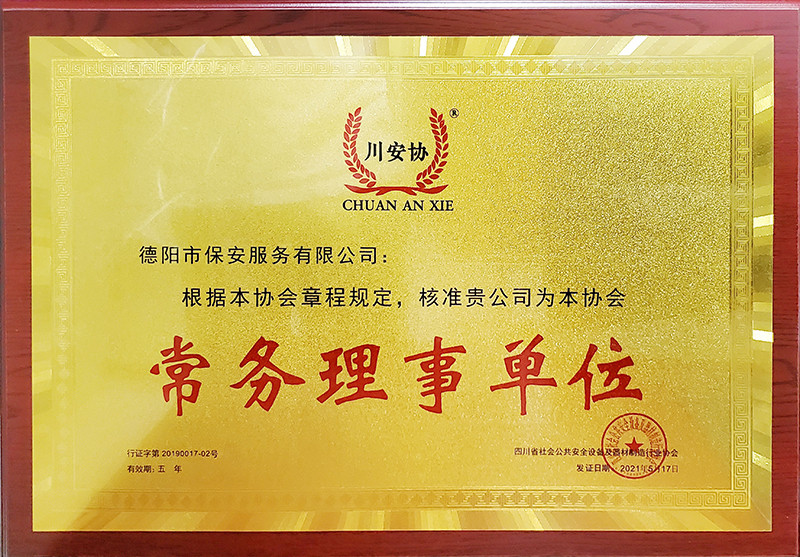 川安协®
CHUAN AN XIE
德阳市保安服务有限公司：
根据本协会章程规定，核准贵公司为本协会
常务理事单位
行证字第 20190017-02号
有效期：五 年
四川省社会公共安全设备及器材制造行业协会
发证日期：2021年5月17日